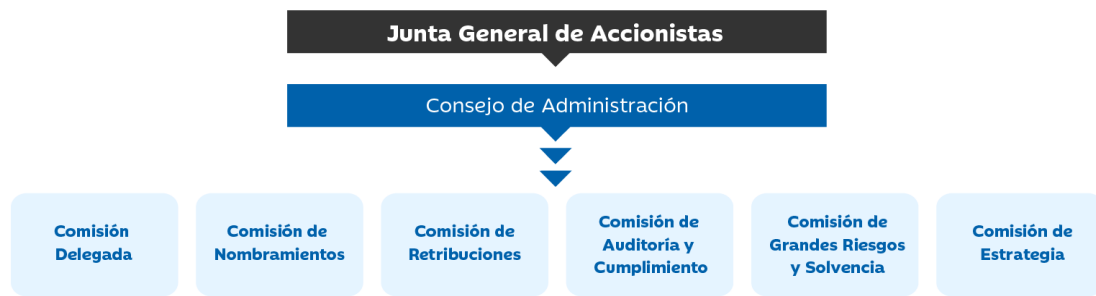 Junta General de Accionistas
Consejo de Administración
Comisión
Delegada
Comisión de
Nombramientos
Comisión de
Retribuciones
Comisión de
Auditoría y
Cumplimiento
Comisión de
Grandes Riesgos
y Solvencia
Comisión de
Estrategia